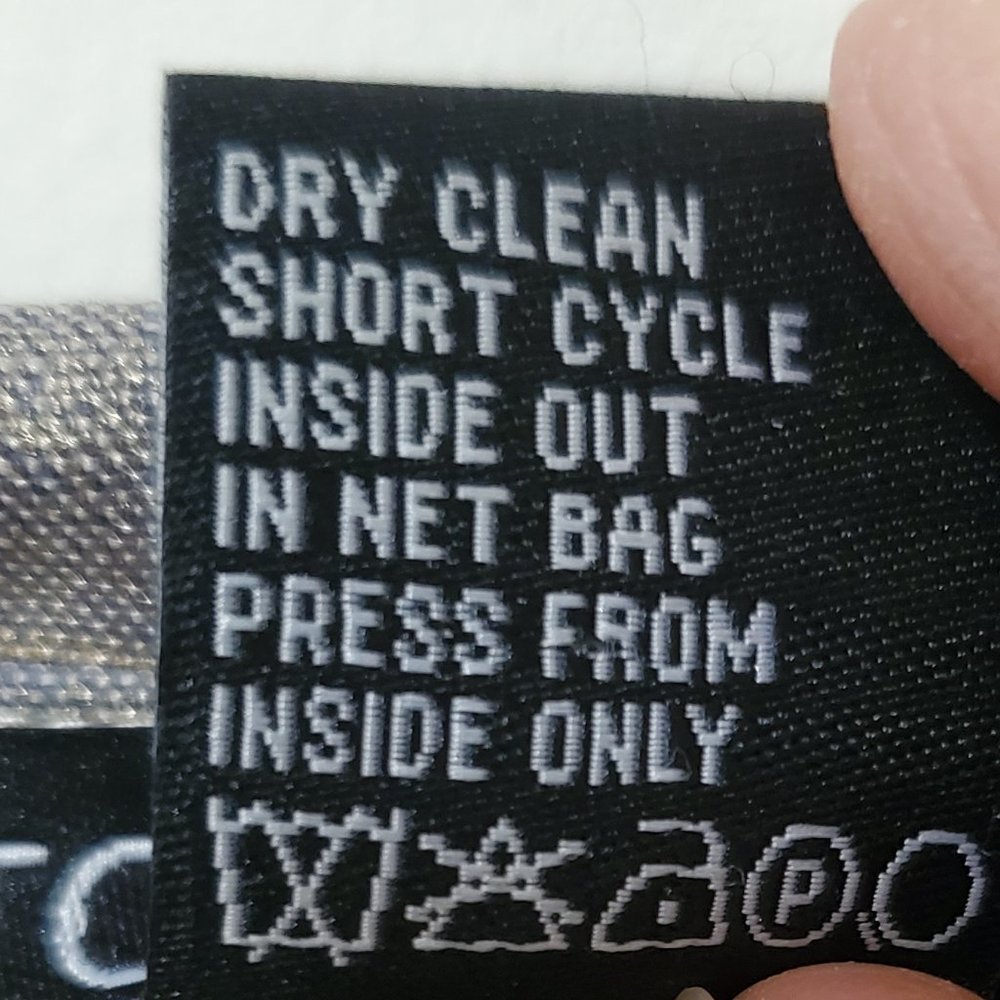 DRY CLEAN
SHORT CYCLE
INSIDE OUT
IN NET BAG
PRESS FROM
INSIDE ONLY
P